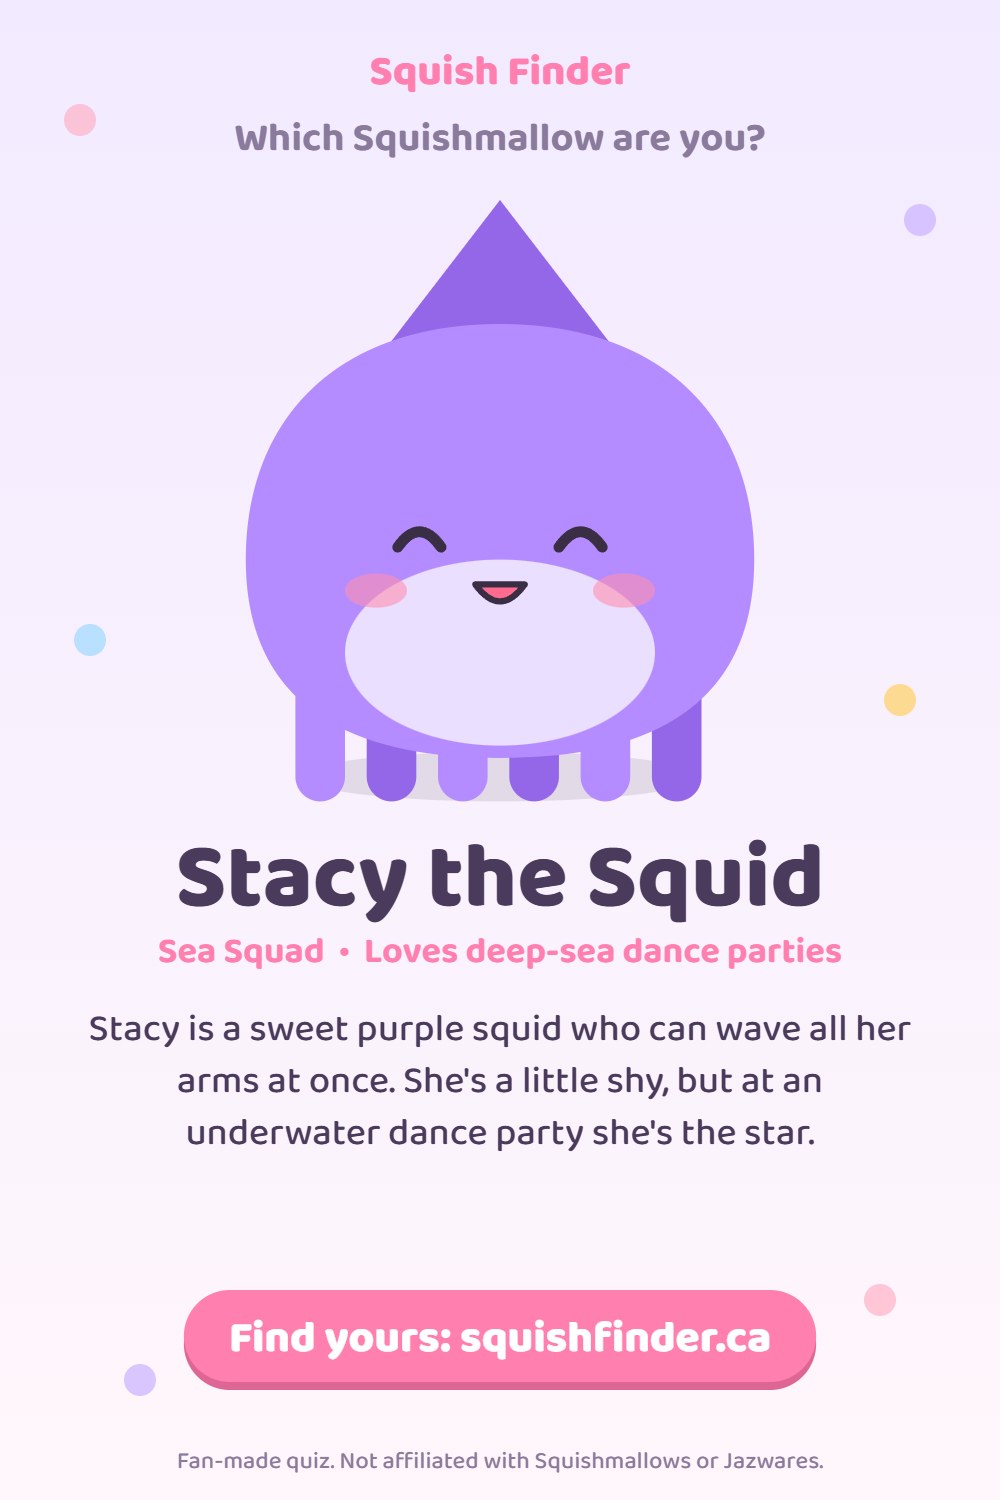 Squish Finder
Which Squishmallow are you?
Stacy the Squid
Sea Squad • Loves deep-sea dance parties
Stacy is a sweet purple squid who can wave all her
arms at once. She's a little shy, but at an
underwater dance party she's the star.
Find yours: squishfinder.ca
Fan-made quiz. Not affiliated with Squishmallows or Jazwares.